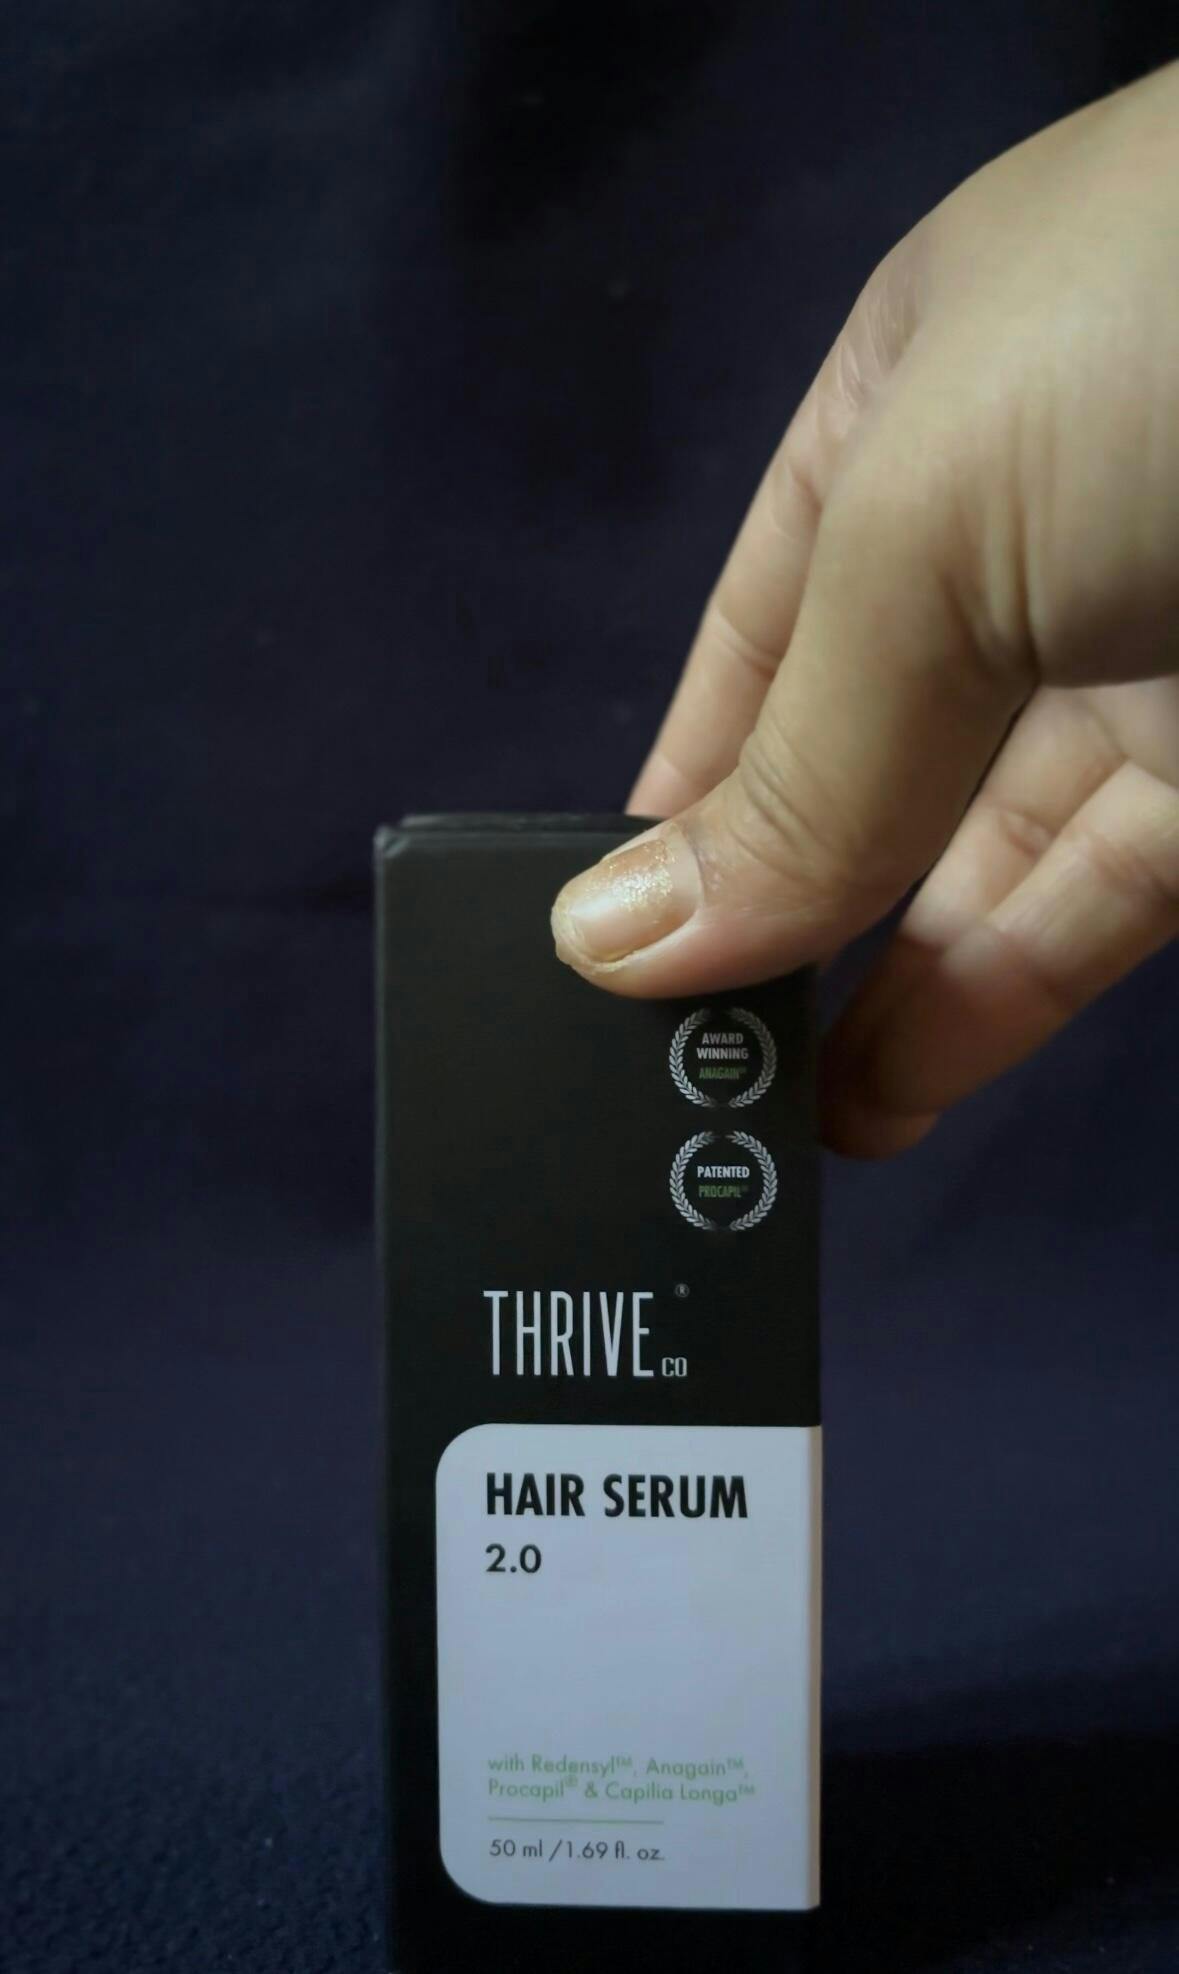 AWARD
WINNING
ANAGAIN™
PATENTED
PROCAPIL™
THRIVE CO ®
HAIR SERUM
2.0
with Redensyl™, Anagain™,
Procapil® & Capilia Longa™
50 ml /1.69 fl. oz.